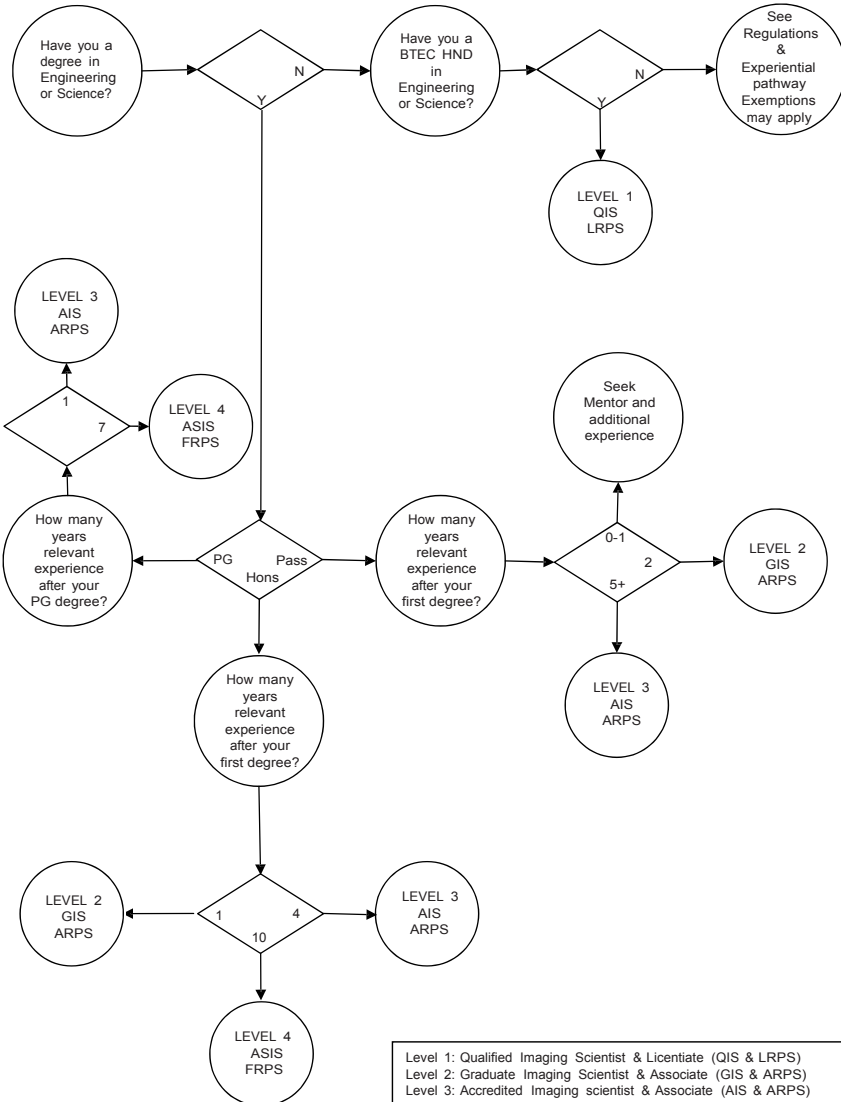 Have you a
degree in
Engineering
or Science?
N
Y
Have you a
BTEC HND
in
Engineering
or Science?
N
Y
See
Regulations
&
Experiential
pathway
Exemptions
may apply
LEVEL 1
QIS
LRPS
LEVEL 3
AIS
ARPS
1
7
LEVEL 4
ASIS
FRPS
How many
years
relevant
experience
after your
PG degree?
PG
Pass
Hons
How many
years
relevant
experience
after your
first degree?
Seek
Mentor and
additional
experience
0-1
2
5+
LEVEL 2
GIS
ARPS
LEVEL 3
AIS
ARPS
How many
years
relevant
experience
after your
first degree?
LEVEL 2
GIS
ARPS
1
4
10
LEVEL 3
AIS
ARPS
LEVEL 4
ASIS
FRPS
Level 1: Qualified Imaging Scientist & Licentiate (QIS & LRPS)
Level 2: Graduate Imaging Scientist & Associate (GIS & ARPS)
Level 3: Accredited Imaging scientist & Associate (AIS & ARPS)